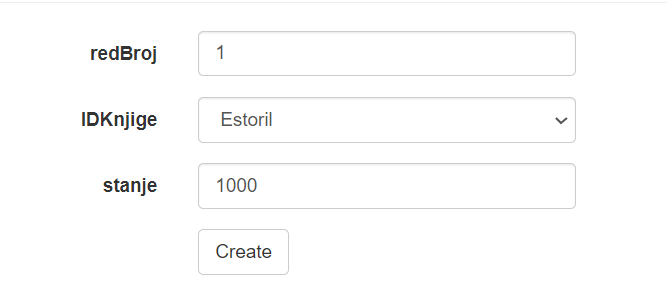 redBroj 1
IDKnjige Estoril
stanje 1000
Create